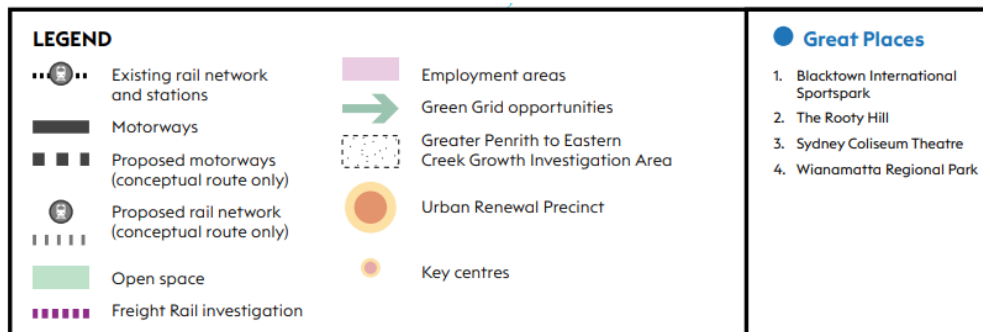 LEGEND
Existing rail network
and stations
Motorways
Proposed motorways
(conceptual route only)
Proposed rail network
(conceptual route only)
Open space
Freight Rail investigation
Employment areas
Green Grid opportunities
Greater Penrith to Eastern
Creek Growth Investigation Area
Urban Renewal Precinct
Key centres
Great Places
1. Blacktown International
Sportspark
2. The Rooty Hill
3. Sydney Coliseum Theatre
4. Wianamatta Regional Park